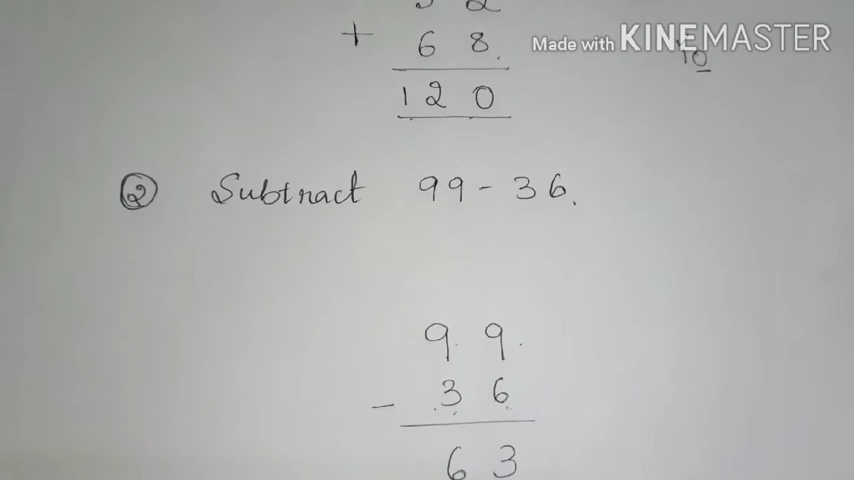 + 6 8
Made with KINEMASTER
1 2 0
② Subtract 99 - 36.
9 9
- 3 6
6 3